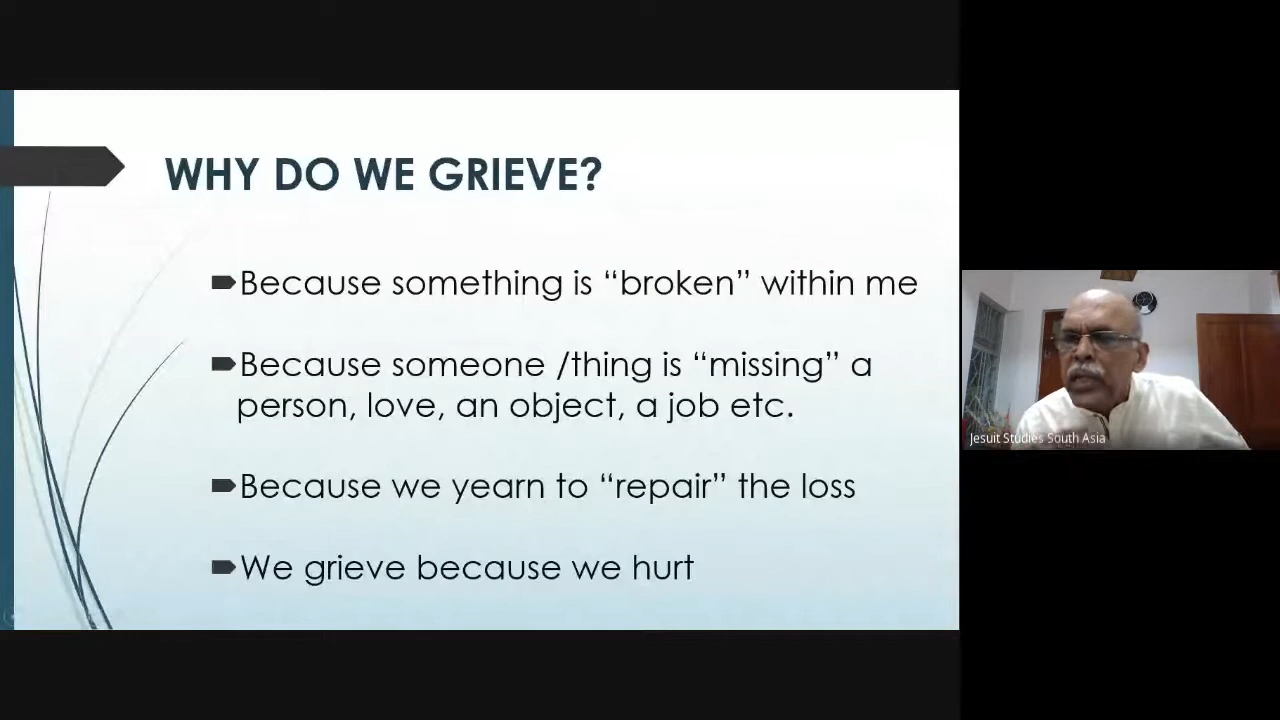 WHY DO WE GRIEVE?
Because something is “broken” within me
Because someone /thing is “missing” a
person, love, an object, a job etc.
Because we yearn to “repair” the loss
We grieve because we hurt
Jesuit Studies South Asia